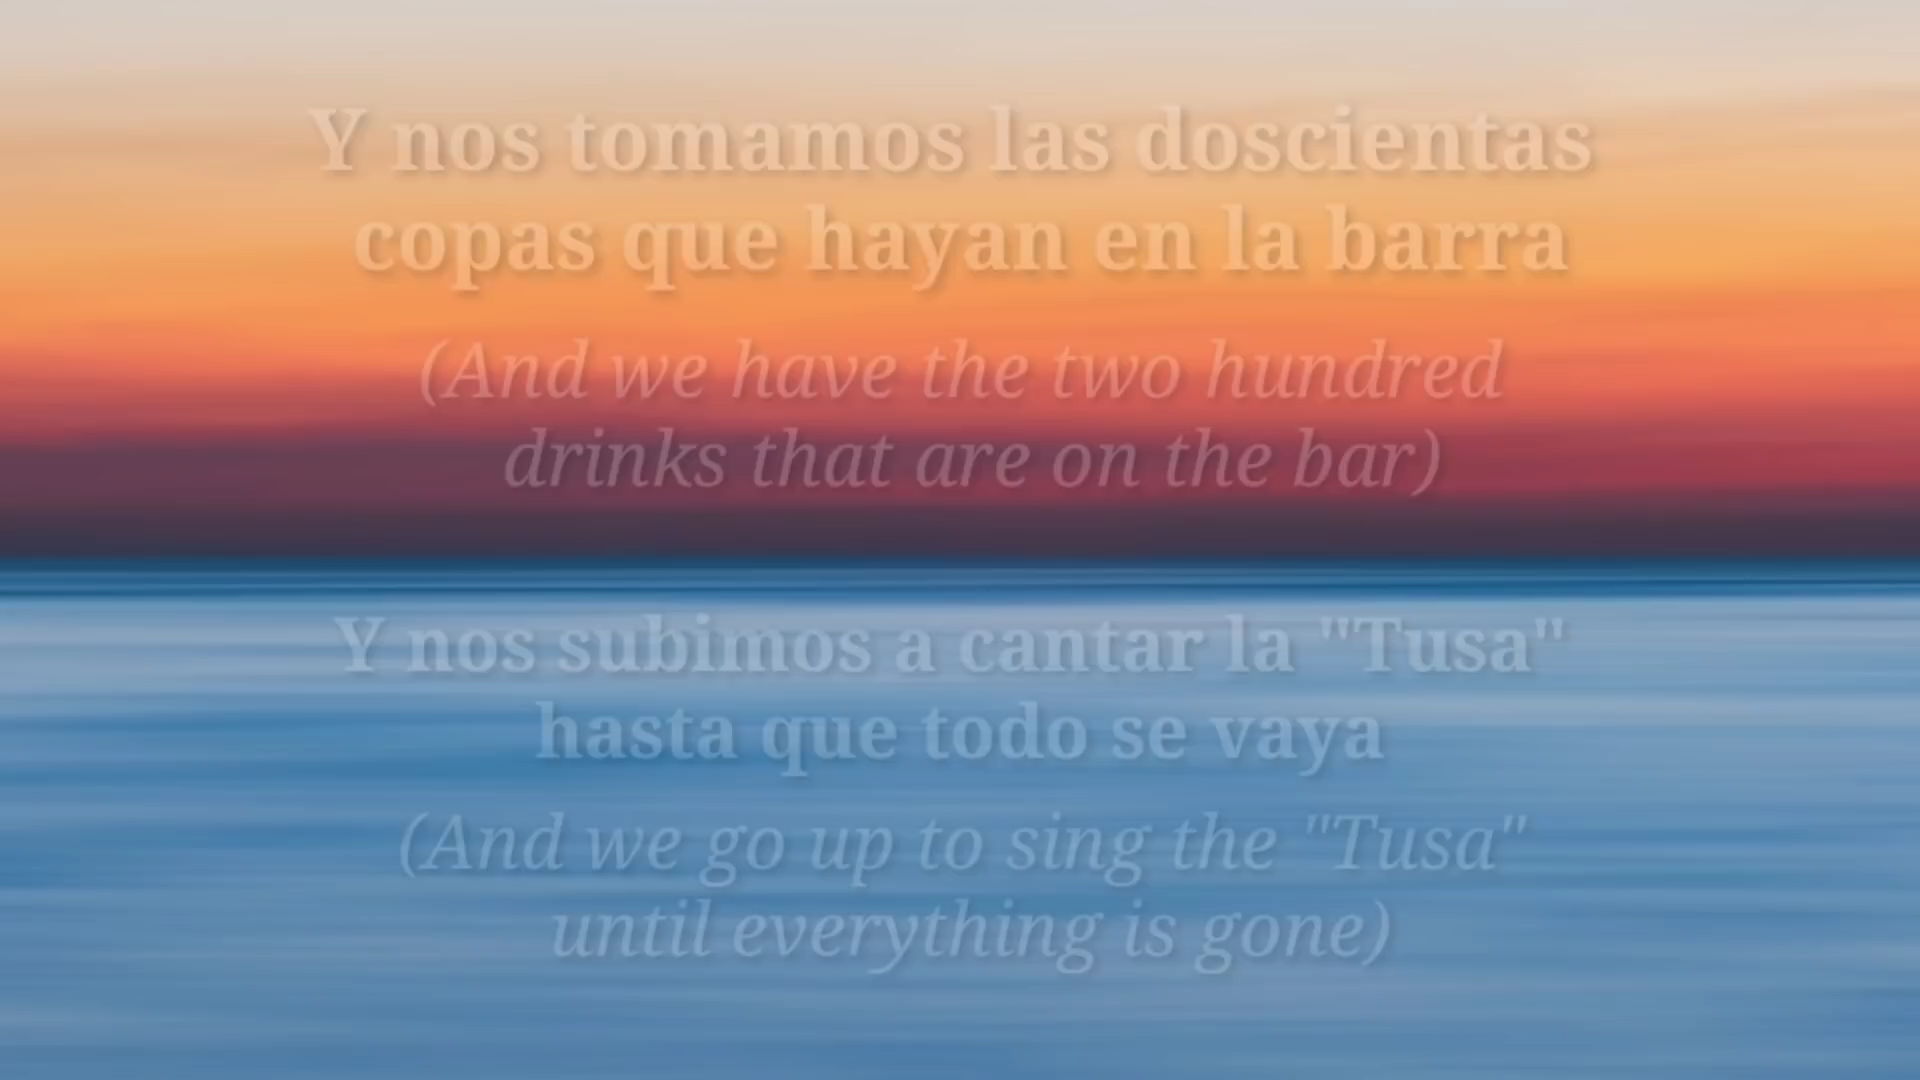 Y nos tomamos las doscientas
copas que hayan en la barra
(And we have the two hundred
drinks that are on the bar)
Y nos subimos a cantar la "Tusa"
hasta que todo se vaya
(And we go up to sing the "Tusa"
until everything is gone)